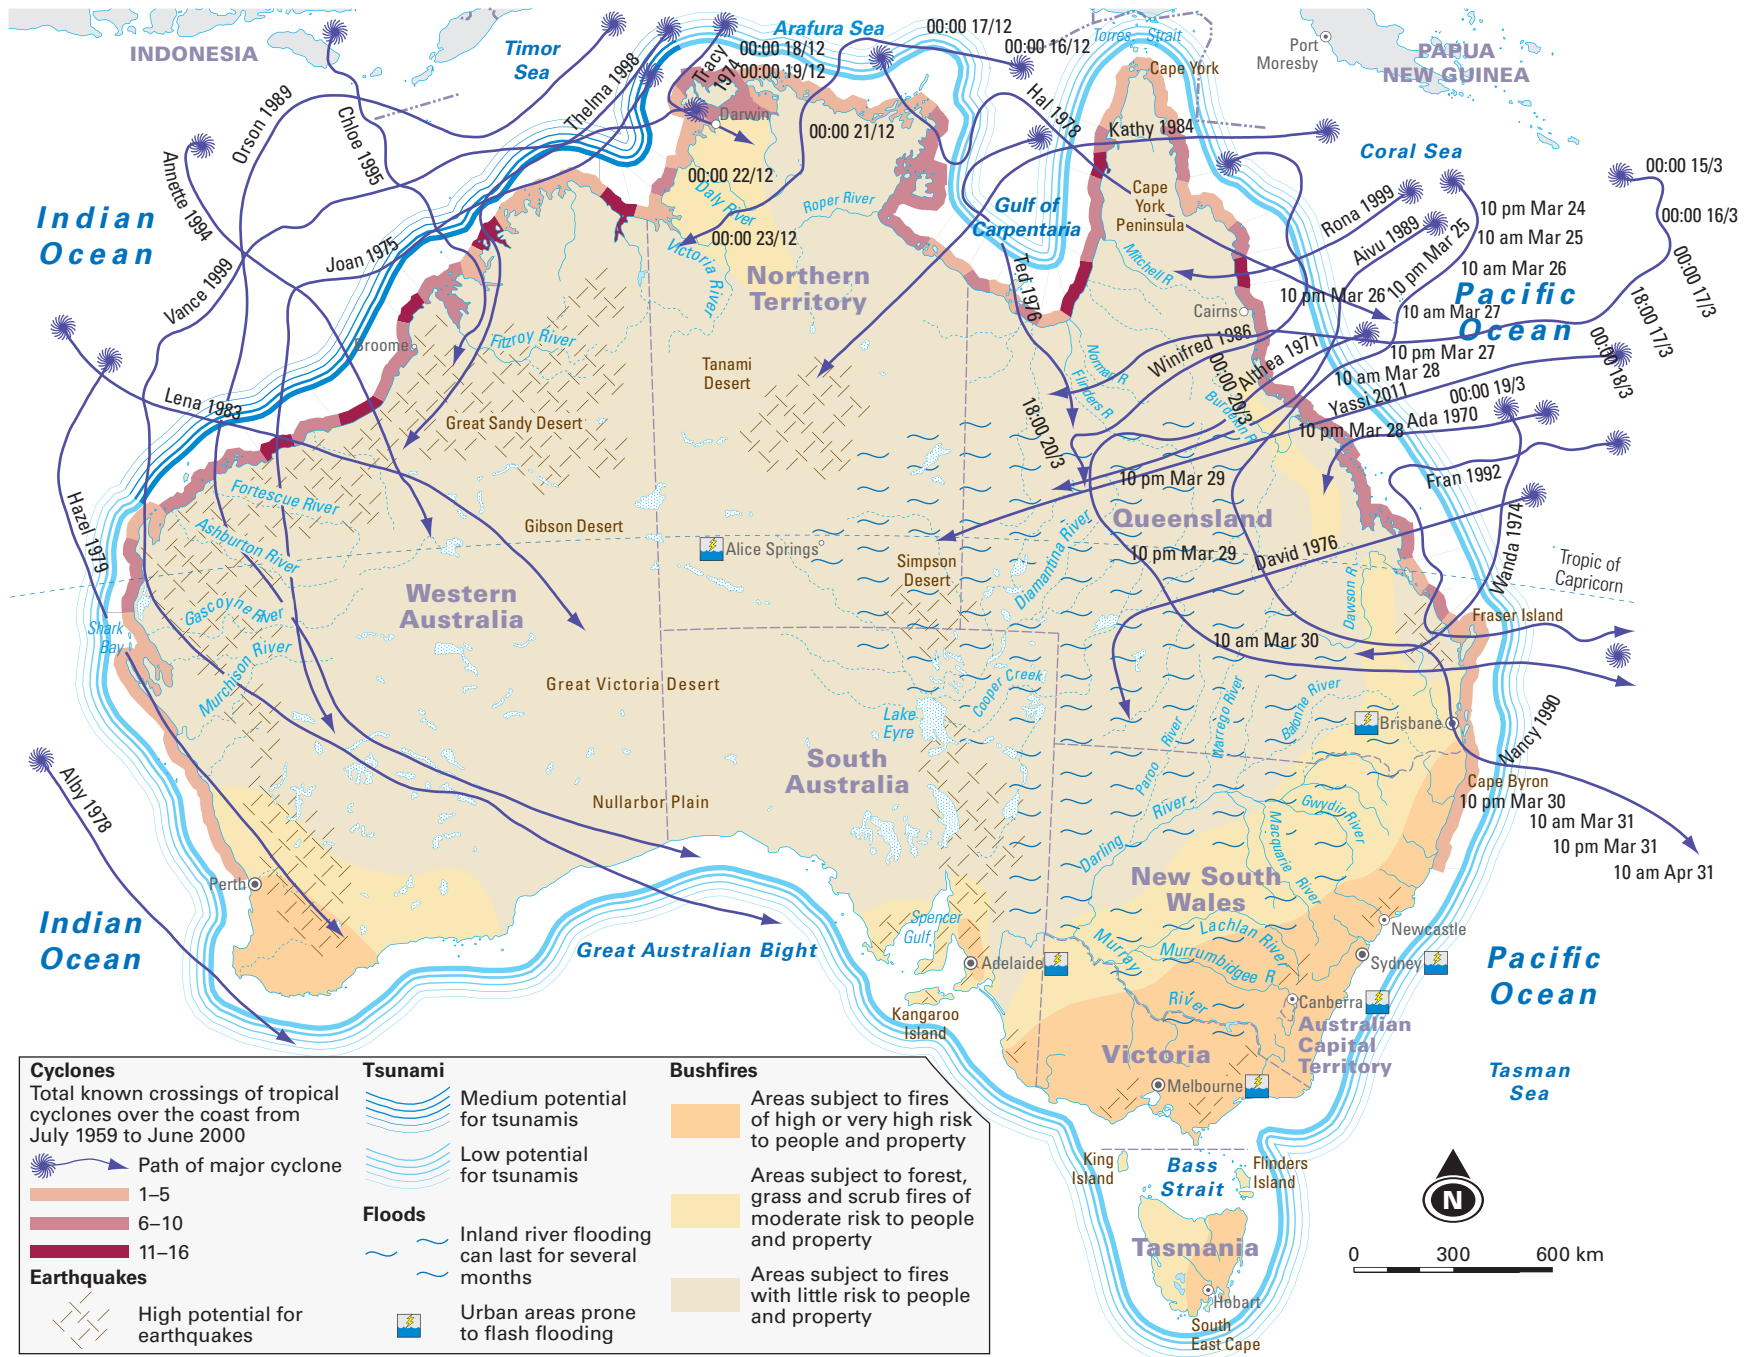 INDONESIA
Timor
Sea
Arafura Sea
00:00 17/12
00:00 16/12
00:00 18/12
00:00 19/12
Torres Strait
Port
Moresby
PAPUA
NEW GUINEA
Cape York
Orson 1989
Chloe 1995
Thelma 1998
Tracy
1974
Darwin
00:00 21/12
Hal 1978
Kathy 1984
Coral Sea
00:00 15/3
00:00 16/3
00:00 17/3
18:00 17/3
00:00 18/3
00:00 19/3
Annette 1994
00:00 22/12
Daly River
Roper River
00:00 23/12
Victoria River
Gulf of
Carpentaria
Cape
York
Peninsula
Mitchell R
Rona 1999
Aivu 1989
10 pm Mar 24
10 pm Mar 25
10 am Mar 25
10 am Mar 26
10 pm Mar 26
10 am Mar 27
10 pm Mar 27
10 am Mar 28
Pacific
Ocean
Indian
Ocean
Joan 1975
Vance 1999
Northern
Territory
Ted 1976
Cairns
Broome
Fitzroy River
Tanami
Desert
Norman R
Flinders R
Winifred 1986
Althea 1971
00:00 20/3
Burdekin R
Yassi 2011
Ada 1970
10 pm Mar 28
Lena 1983
Great Sandy Desert
18:00 20/3
10 pm Mar 29
Fran 1992
Hazel 1979
Fortescue River
Ashburton River
Gibson Desert
Alice Springs
Simpson
Desert
Diamantina River
Queensland
10 pm Mar 29
David 1976
Dawson R
Wanda 1974
Tropic of
Capricorn
Western
Australia
Gascoyne River
Shark
Bay
Murchison River
Fraser Island
10 am Mar 30
Great Victoria Desert
Cooper Creek
Lake
Eyre
Warrego River
Balonne River
Brisbane
Nancy 1990
Paroo River
South
Australia
Alby 1978
Nullarbor Plain
Darling River
Gwydir River
Macquarie River
Cape Byron
10 pm Mar 30
10 am Mar 31
10 pm Mar 31
10 am Apr 31
Perth
New South
Wales
Indian
Ocean
Great Australian Bight
Spencer
Gulf
Adelaide
Murray River
Lachlan River
Murrumbidgee R
Newcastle
Sydney
Canberra
Pacific
Ocean
Kangaroo
Island
Australian
Capital
Territory
Victoria
Melbourne
Tasman
Sea
King
Island
Bass
Strait
Flinders
Island
Tasmania
Hobart
South
East Cape
N
0 300 600 km
Cyclones
Total known crossings of tropical
cyclones over the coast from
July 1959 to June 2000
Path of major cyclone
1–5
6–10
11–16
Earthquakes
High potential for
earthquakes
Tsunami
Medium potential
for tsunamis
Low potential
for tsunamis
Floods
Inland river flooding
can last for several
months
Urban areas prone
to flash flooding
Bushfires
Areas subject to fires
of high or very high risk
to people and property
Areas subject to forest,
grass and scrub fires of
moderate risk to people
and property
Areas subject to fires
with little risk to people
and property